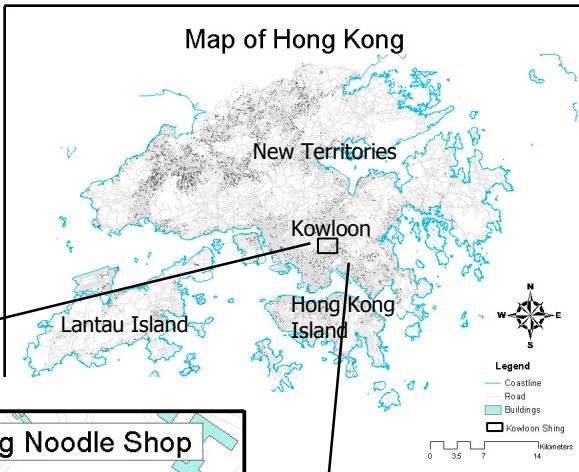 Map of Hong Kong
New Territories
Kowloon
Hong Kong
Island
Lantau Island
N
W E
S
Legend
Coastline
Road
Buildings
Kowloon Shing
Kilometers
0 3.5 7 14
g Noodle Shop